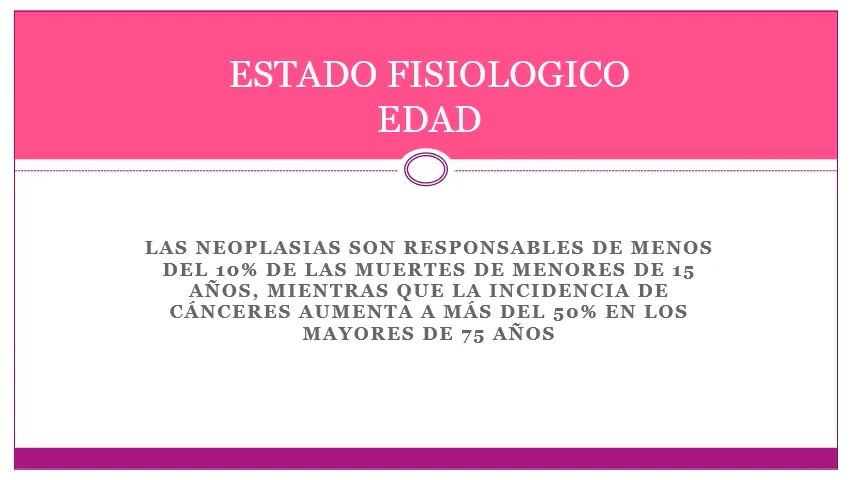 ESTADO FISIOLOGICO
EDAD
LAS NEOPLASIAS SON RESPONSABLES DE MENOS
DEL 10% DE LAS MUERTES DE MENORES DE 15
AÑOS, MIENTRAS QUE LA INCIDENCIA DE
CÁNCERES AUMENTA A MÁS DEL 50% EN LOS
MAYORES DE 75 AÑOS